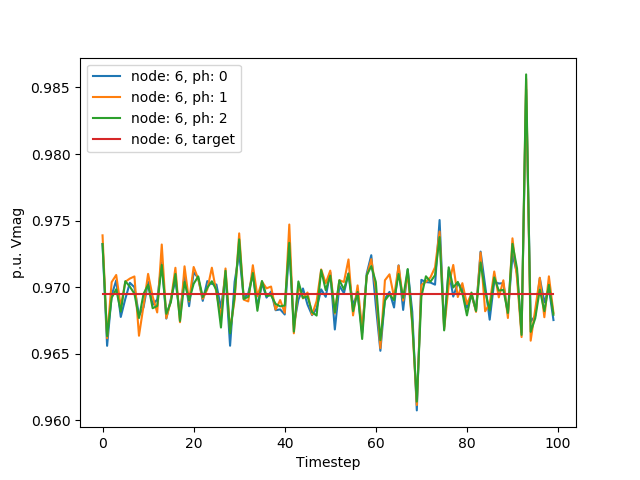 node: 6, ph: 0
node: 6, ph: 1
node: 6, ph: 2
node: 6, target
0.985
0.980
0.975
0.970
0.965
0.960
p.u. Vmag
0 20 40 60 80 100
Timestep